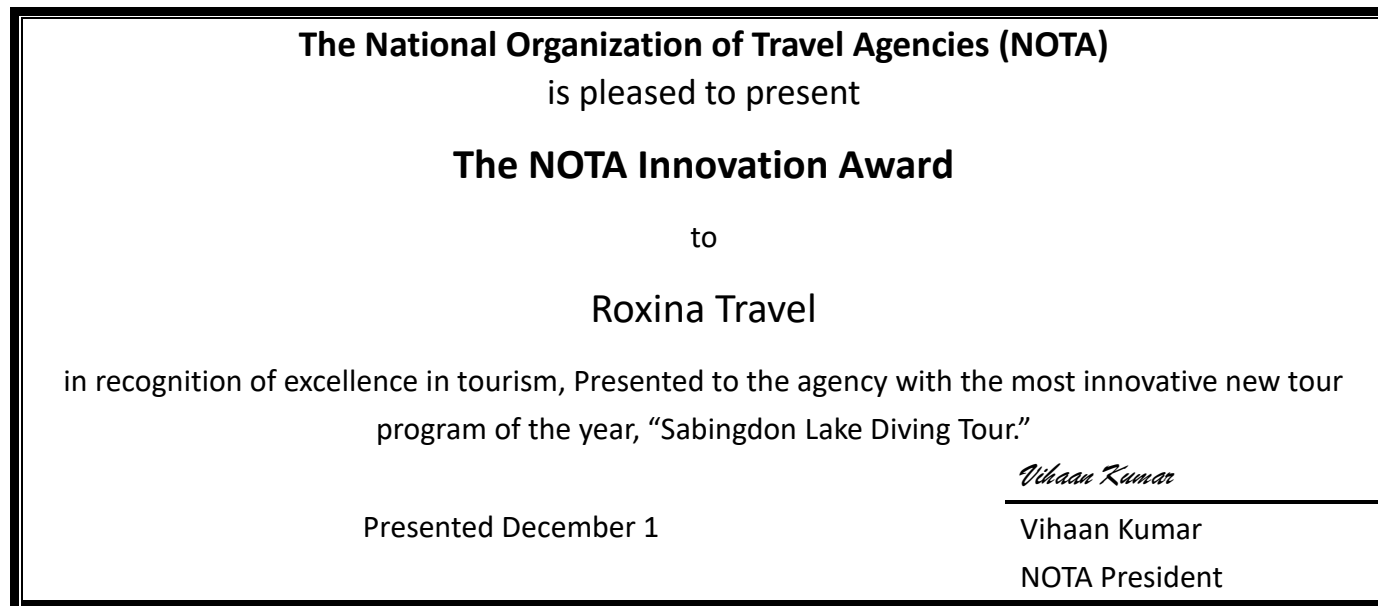 The National Organization of Travel Agencies (NOTA)
is pleased to present
The NOTA Innovation Award
to
Roxina Travel
in recognition of excellence in tourism, Presented to the agency with the most innovative new tour
program of the year, “Sabingdon Lake Diving Tour.”
Vihaan Kumar
Presented December 1
Vihaan Kumar
NOTA President